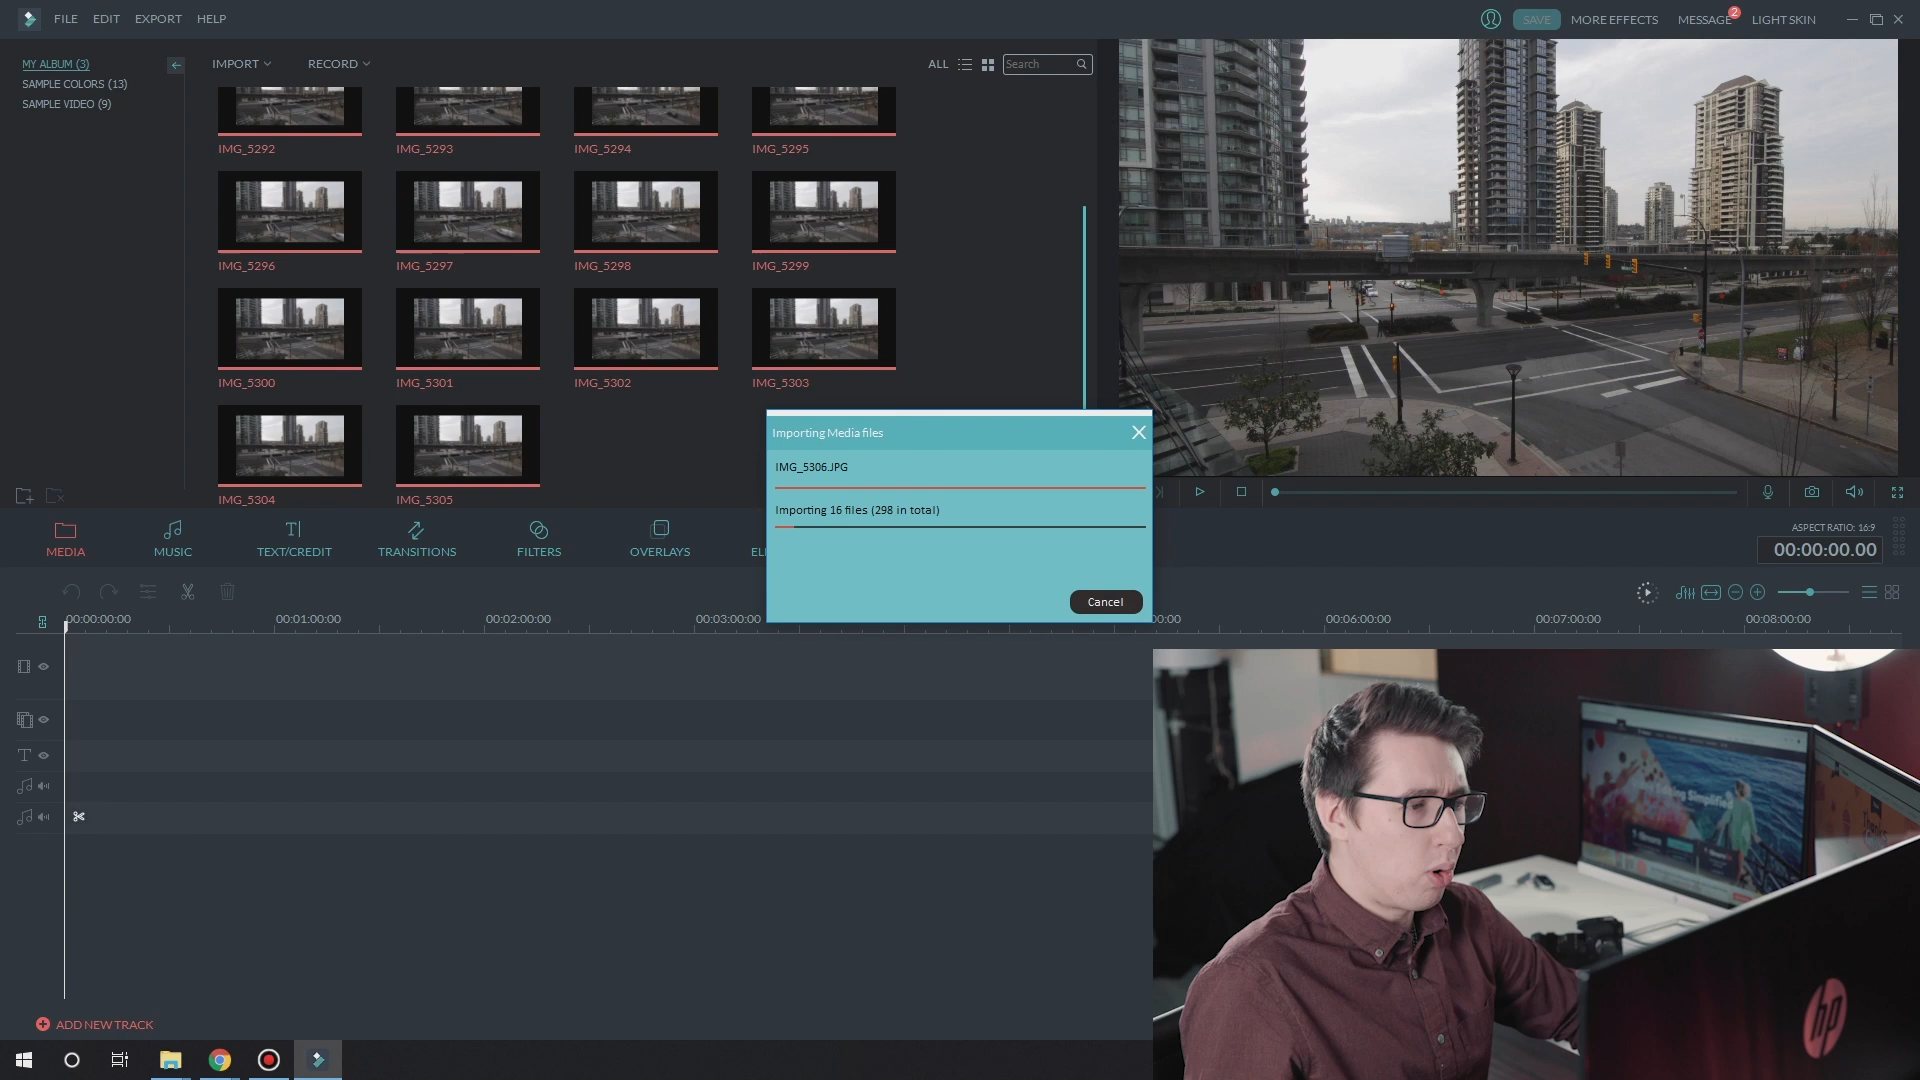 FILE EDIT EXPORT HELP
SAVE MORE EFFECTS MESSAGE 2 LIGHT SKIN
MY ALBUM (3)
SAMPLE COLORS (13)
SAMPLE VIDEO (9)
IMPORT RECORD ALL Search
IMG_5292 IMG_5293 IMG_5294 IMG_5295
IMG_5296 IMG_5297 IMG_5298 IMG_5299
IMG_5300 IMG_5301 IMG_5302 IMG_5303
IMG_5304 IMG_5305
Importing Media files
IMG_5306.JPG
Importing 16 files (298 in total)
Cancel
MEDIA MUSIC TEXT/CREDIT TRANSITIONS FILTERS OVERLAYS EL
ASPECT RATIO: 16:9
00:00:00.00
00:00:00:00 00:01:00:00 00:02:00:00 00:03:00:00 00:00 00:06:00:00 00:07:00:00 00:08:00:00
ADD NEW TRACK
hp